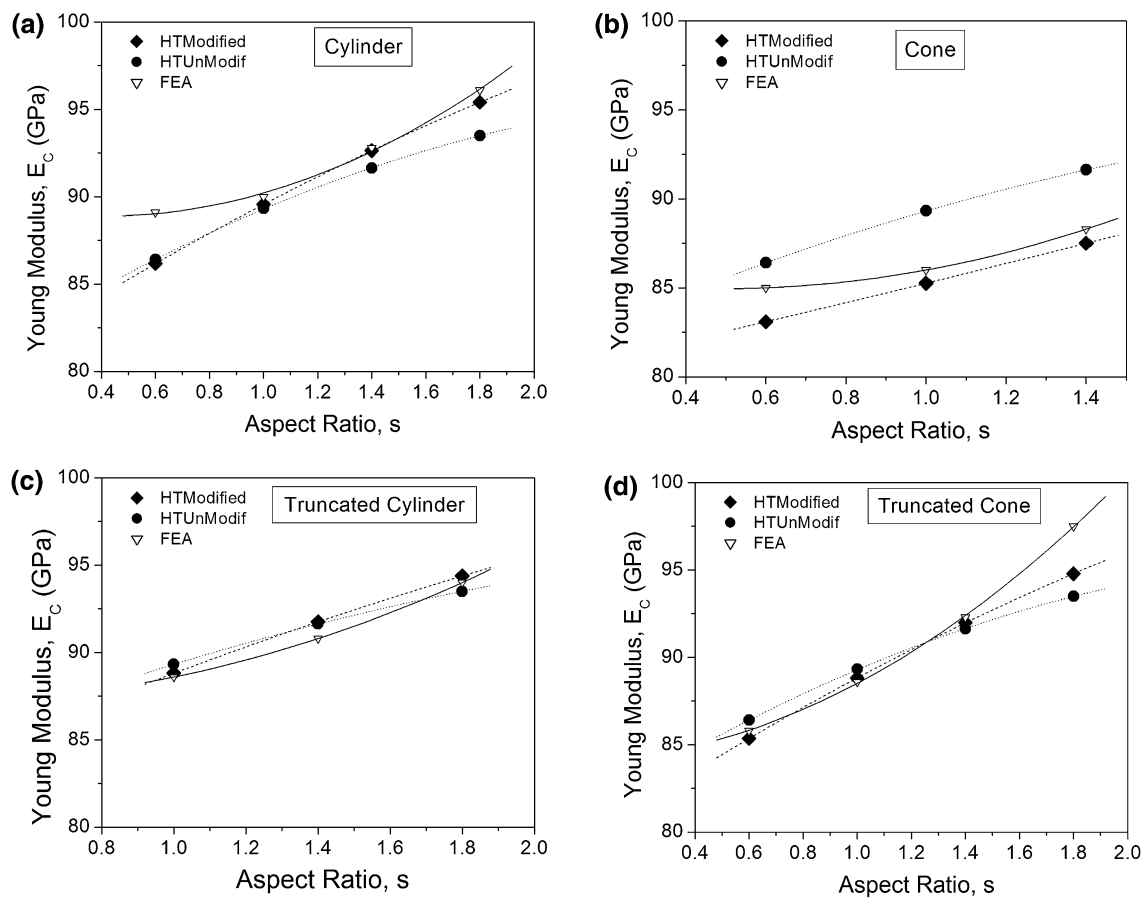 (a)
100
95
90
85
80
Young Modulus, E_C (GPa)
HTModified
HTUnModif
FEA
Cylinder
0.4 0.6 0.8 1.0 1.2 1.4 1.6 1.8 2.0
Aspect Ratio, s
(b)
100
95
90
85
80
Young Modulus, E_C (GPa)
HTModified
HTUnModif
FEA
Cone
0.4 0.6 0.8 1.0 1.2 1.4
Aspect Ratio, s
(c)
100
95
90
85
80
Young Modulus, E_C (GPa)
HTModified
HTUnModif
FEA
Truncated Cylinder
0.8 1.0 1.2 1.4 1.6 1.8 2.0
Aspect Ratio, s
(d)
100
95
90
85
80
Young Modulus, E_C (GPa)
HTModified
HTUnModif
FEA
Truncated Cone
0.4 0.6 0.8 1.0 1.2 1.4 1.6 1.8 2.0
Aspect Ratio, s